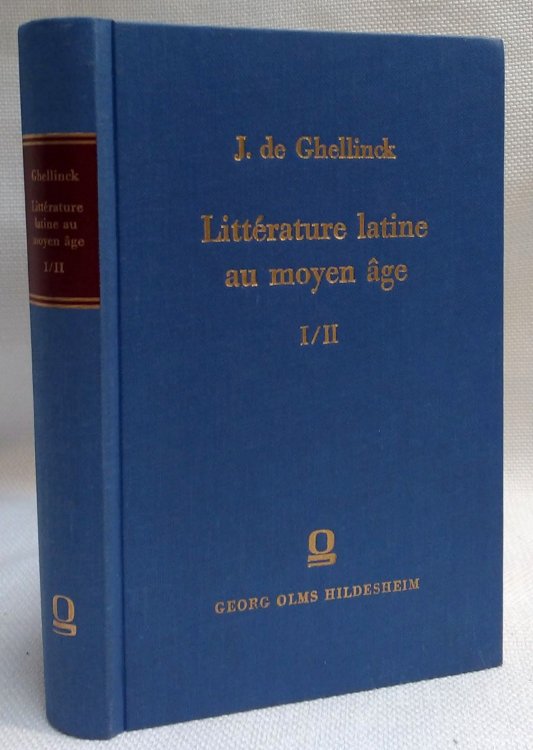 Ghellinck
Littérature
latine au
moyen âge
I/II
J. de Ghellinck
Littérature latine
au moyen âge
I/II
GEORG OLMS HILDESHEIM